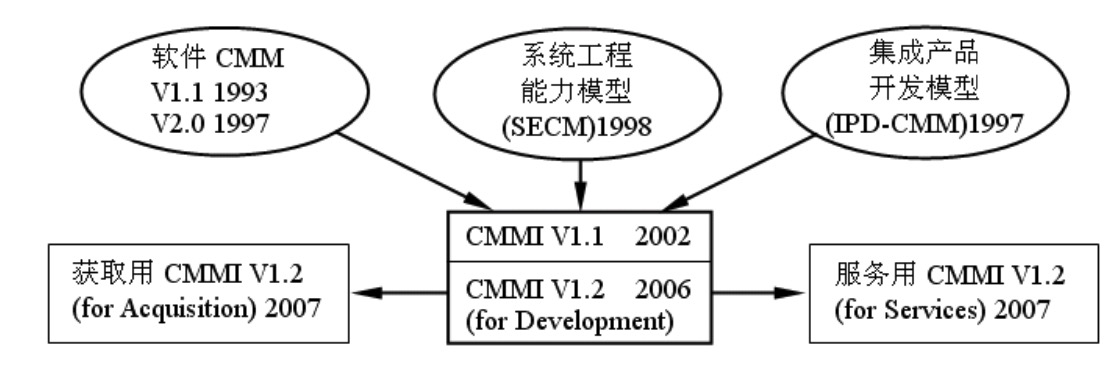 软件 CMM
V1.1 1993
V2.0 1997
系统工程
能力模型
(SECM)1998
集成产品
开发模型
(IPD-CMM)1997
CMMI V1.1 2002
CMMI V1.2 2006
(for Development)
获取用 CMMI V1.2
(for Acquisition) 2007
服务用 CMMI V1.2
(for Services) 2007